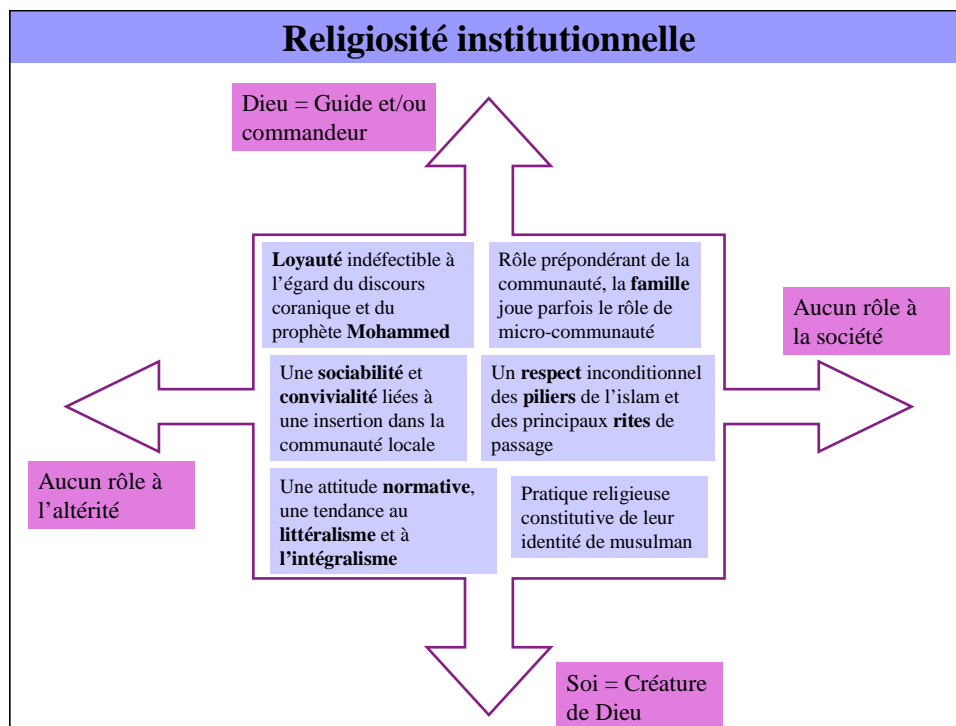 Religiosité institutionnelle
Dieu = Guide et/ou
commandeur
Loyauté indéfectible à
l’égard du discours
coranique et du
prophète Mohammed
Rôle prépondérant de la
communauté, la famille
joue parfois le rôle de
micro-communauté
Aucun rôle à
la société
Une sociabilité et
convivialité liées à
une insertion dans la
communauté locale
Un respect inconditionnel
des piliers de l’islam et
des principaux rites de
passage
Aucun rôle à
l’altérité
Une attitude normative,
une tendance au
littéralisme et à
l’intégralisme
Pratique religieuse
constitutive de leur
identité de musulman
Soi = Créature
de Dieu